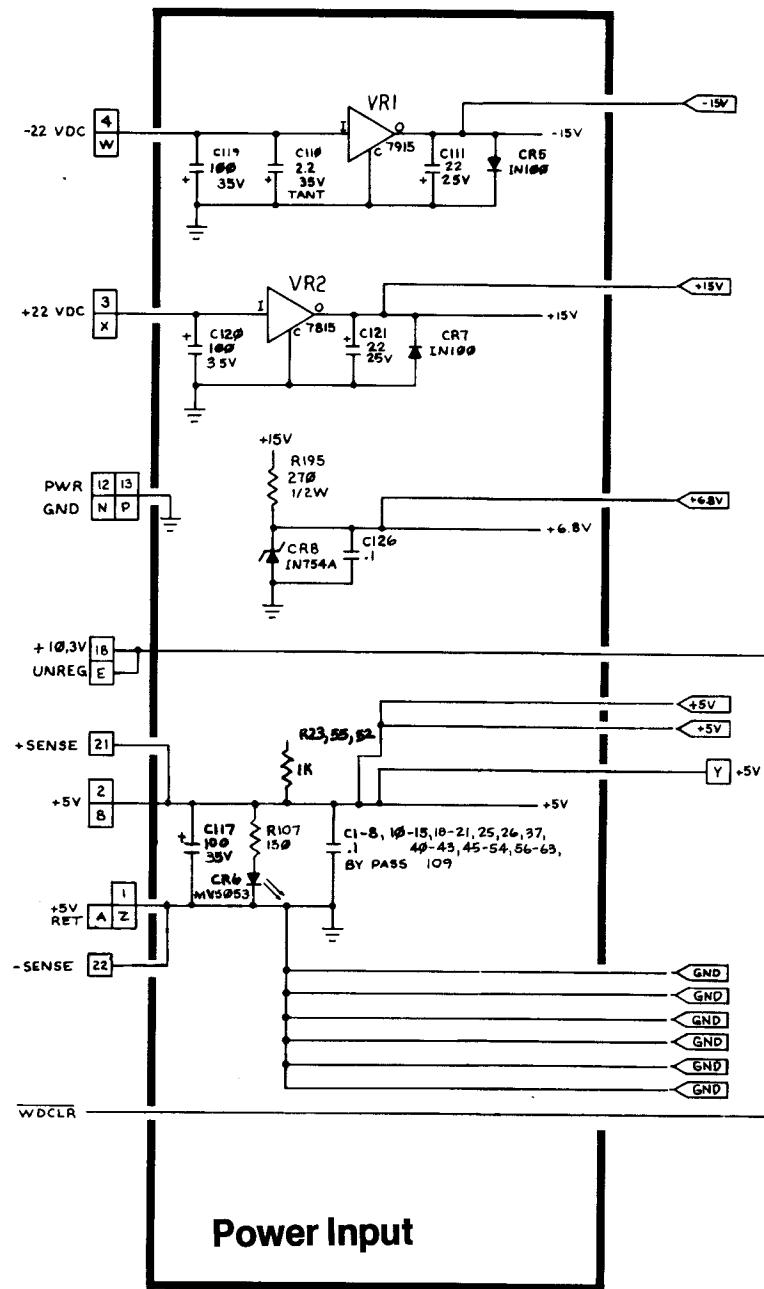 -15V
VR1
4
-22 VDC
W
I
O
C
7915
-15V
C119
100
35V
+
C110
2.2
35V
TANT
+
C111
22
25V
+
CR5
IN100
+15V
VR2
3
+22 VDC
X
I
O
C
7815
+15V
C120
100
35V
+
C121
22
25V
+
CR7
IN100
+15V
R195
270
1/2W
PWR
GND
12 13
N P
+6.8V
+6.8V
C126
.1
CR8
IN754A
+10.3V
UNREG
18
E
+5V
+5V
R23,55,52
1K
+SENSE
21
Y
+5V
+5V
2
B
+5V
C117
100
35V
+
R107
150
CR6
MV5053
C1-8, 10-15,18-21,25,26,37,
.1
40-43,45-54,56-63,
BY PASS 109
+5V
RET
1
A Z
-SENSE
22
GND
GND
GND
GND
GND
GND
WDCLR
Power Input